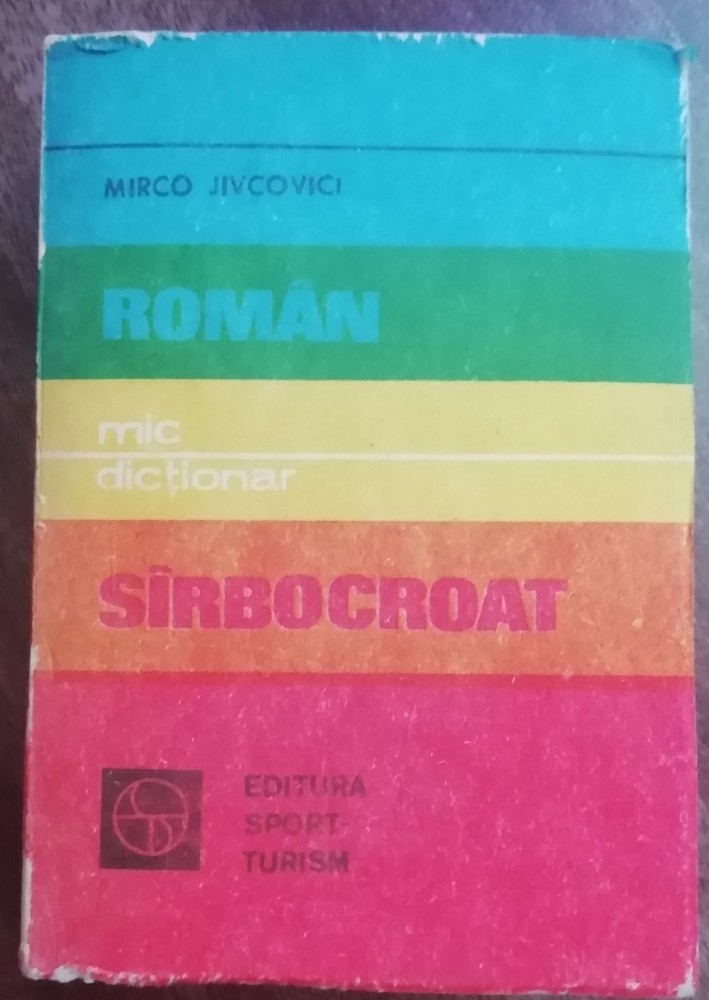 MIRCO JIVCOVICI
ROMÂN
mic
dicționar
SÎRBOCROAT
EDITURA
SPORT-
TURISM